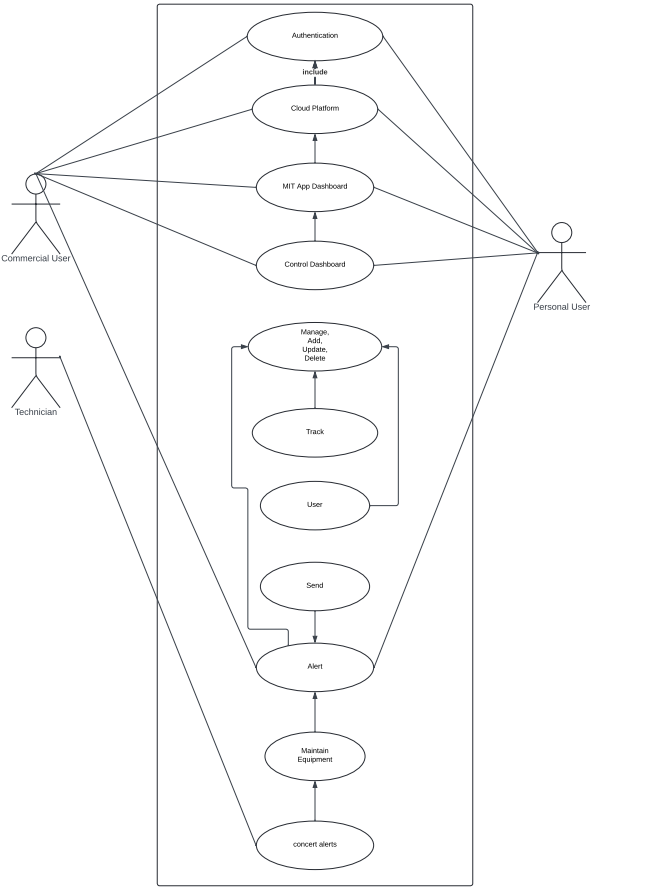 Authentication
include
Cloud Platform
MIT App Dashboard
Commercial User
Control Dashboard
Personal User
Manage,
Add,
Update,
Delete
Technician
Track
User
Send
Alert
Maintain
Equipment
concert alerts